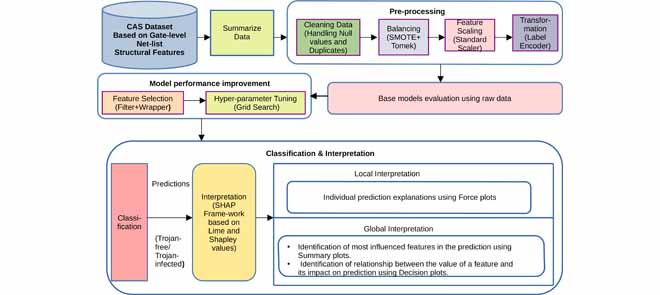 CAS Dataset
Based on Gate-level
Net-list
Structural Features
Summarize
Data
Pre-processing
Cleaning Data
(Handling Null
values and
Duplicates)
Balancing
(SMOTE+
Tomek)
Feature
Scaling
(Standard
Scaler)
Transfor-
mation
(Label
Encoder)
Model performance improvement
Feature Selection
(Filter+Wrapper)
Hyper-parameter Tuning
(Grid Search)
Base models evaluation using raw data
Classification & Interpretation
Classi-
fication
Predictions
(Trojan-
free/
Trojan-
infected)
Interpretation
(SHAP
Frame-work
based on
Lime and
Shapley
values)
Local Interpretation
Individual prediction explanations using Force plots
Global Interpretation
• Identification of most influenced features in the prediction using
Summary plots.
• Identification of relationship between the value of a feature and
its impact on prediction using Decision plots.